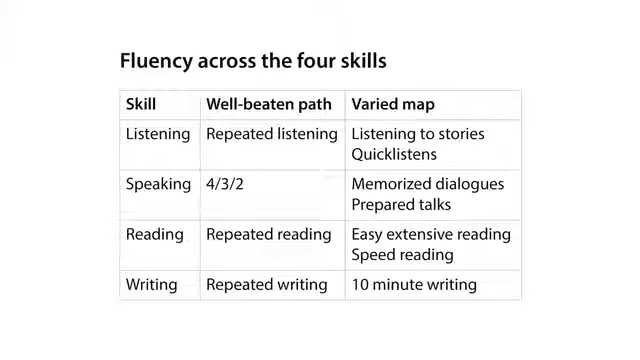 Fluency across the four skills
Skill Well-beaten path Varied map
Listening Repeated listening Listening to stories
Quicklistens
Speaking 4/3/2 Memorized dialogues
Prepared talks
Reading Repeated reading Easy extensive reading
Speed reading
Writing Repeated writing 10 minute writing